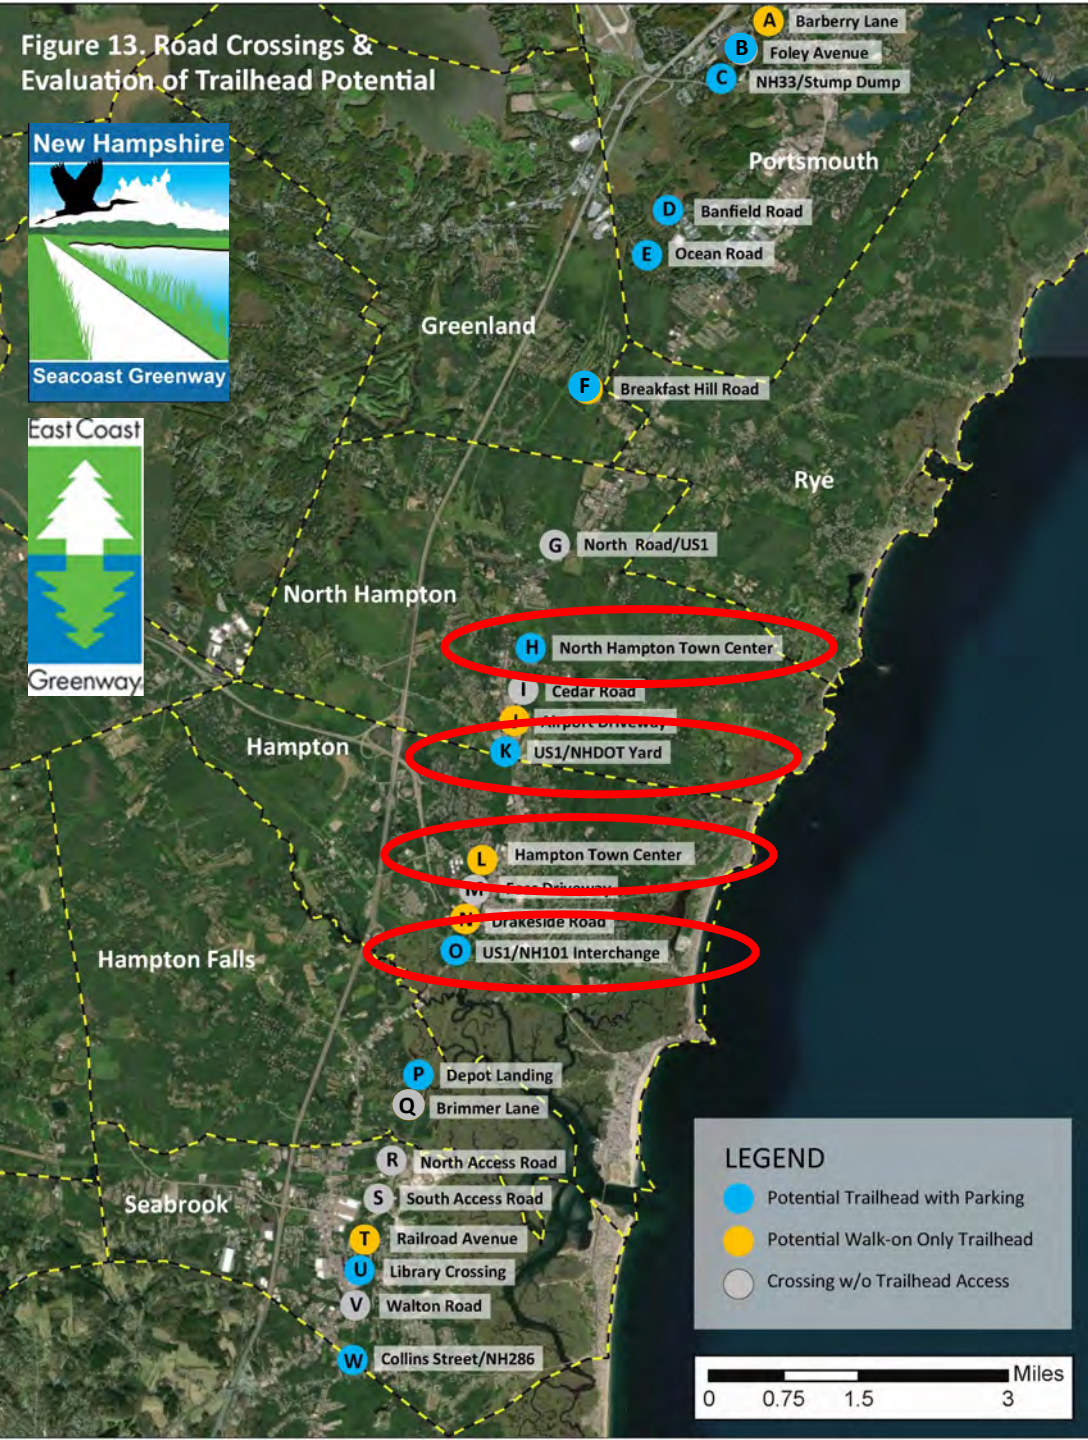 Figure 13. Road Crossings &
Evaluation of Trailhead Potential
New Hampshire
Seacoast Greenway
East Coast
Greenway
A Barberry Lane
B Foley Avenue
C NH33/Stump Dump
Portsmouth
D Banfield Road
E Ocean Road
Greenland
F Breakfast Hill Road
Rye
G North Road/US1
North Hampton
H North Hampton Town Center
I Cedar Road
J Airport Driveway
Hampton
K US1/NHDOT Yard
L Hampton Town Center
M Foss Driveway
N Drakeside Road
O US1/NH101 Interchange
Hampton Falls
P Depot Landing
Q Brimmer Lane
R North Access Road
S South Access Road
Seabrook
T Railroad Avenue
U Library Crossing
V Walton Road
W Collins Street/NH286
LEGEND
Potential Trailhead with Parking
Potential Walk-on Only Trailhead
Crossing w/o Trailhead Access
Miles
0 0.75 1.5 3